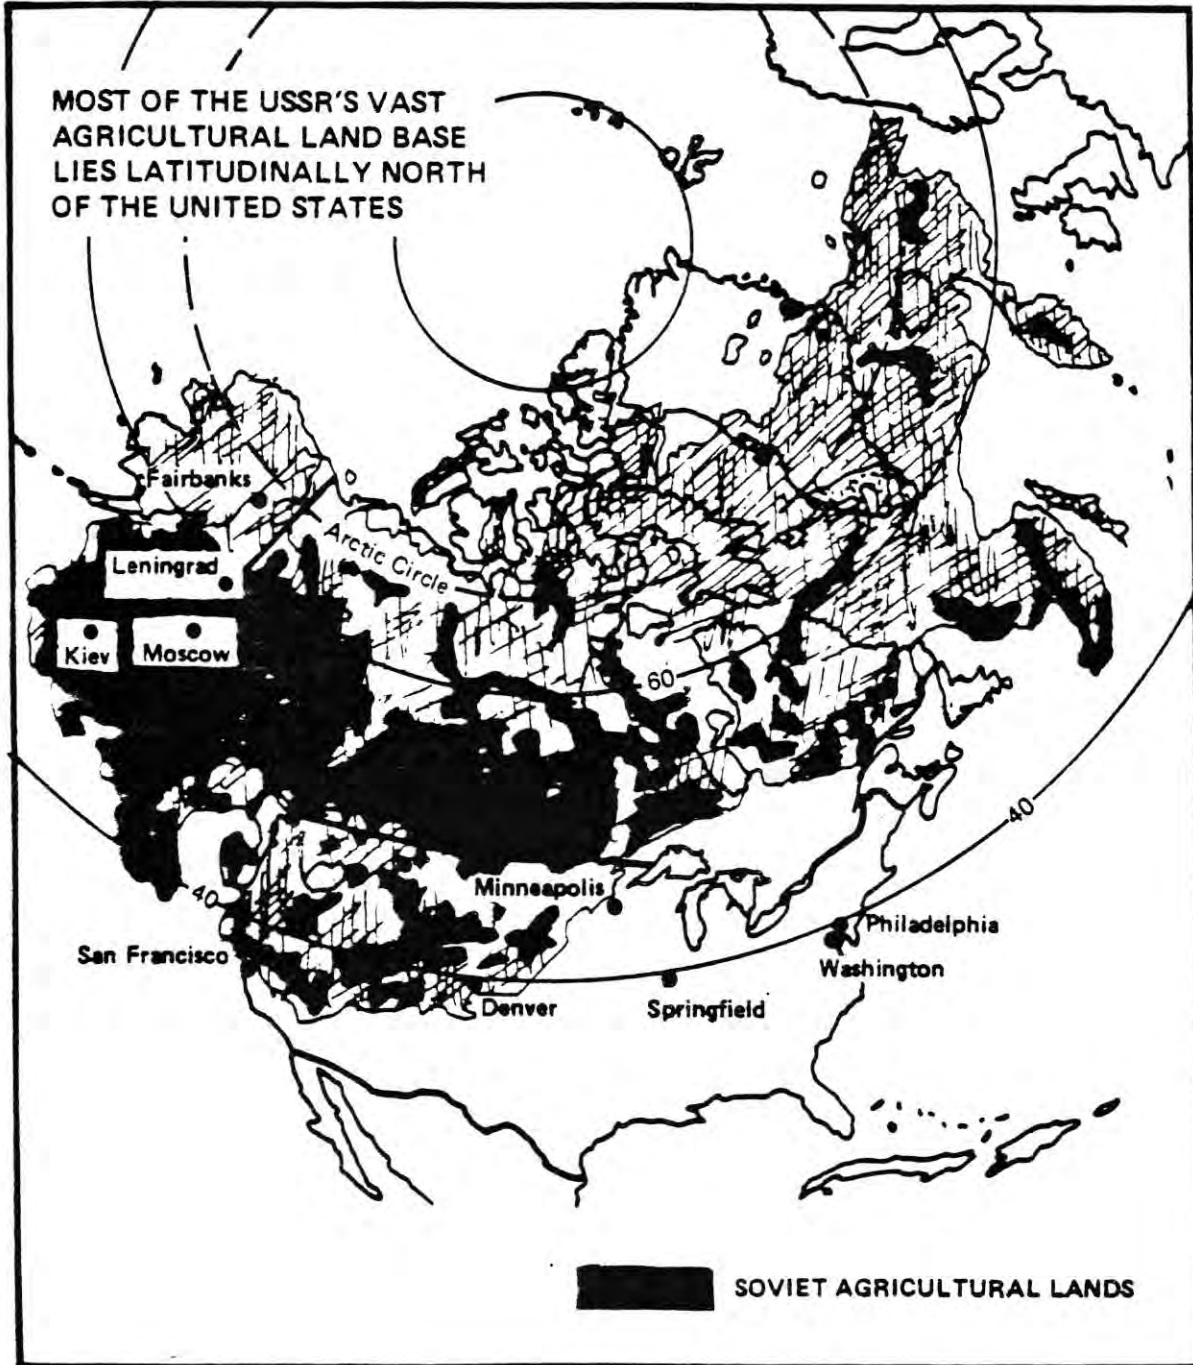 MOST OF THE USSR'S VAST
AGRICULTURAL LAND BASE
LIES LATITUDINALLY NORTH
OF THE UNITED STATES
Fairbanks
Arctic Circle
Leningrad
Kiev
Moscow
60
40
40
Minneapolis
San Francisco
Philadelphia
Washington
Denver
Springfield
SOVIET AGRICULTURAL LANDS